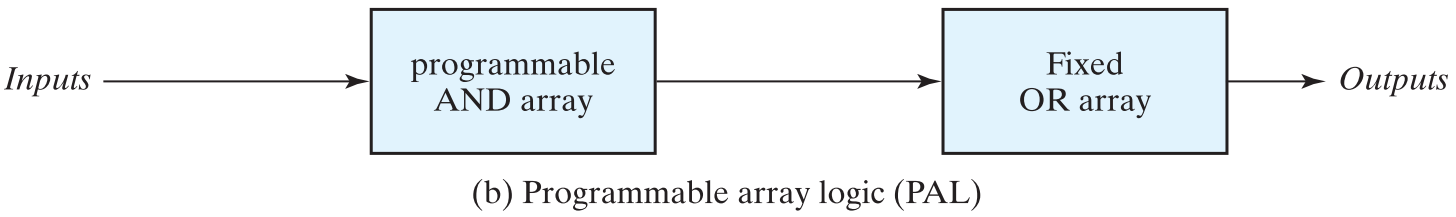 Inputs
programmable
AND array
Fixed
OR array
Outputs
(b) Programmable array logic (PAL)